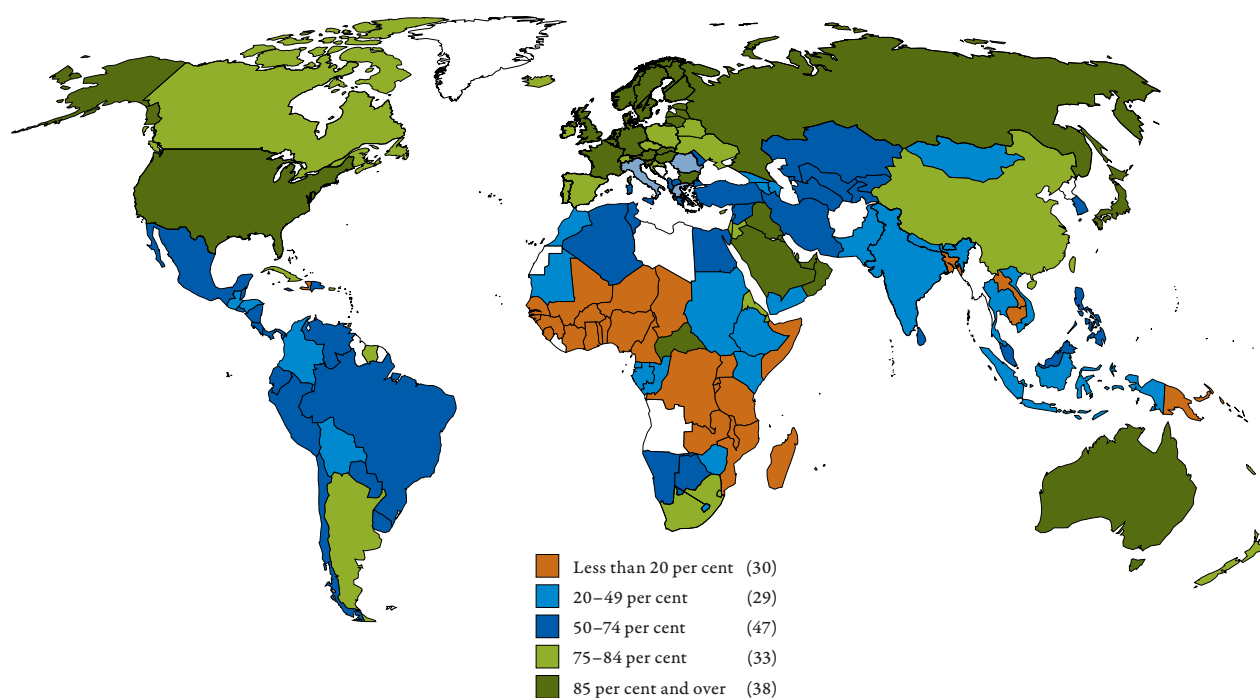 Less than 20 per cent (30)
20–49 per cent (29)
50–74 per cent (47)
75–84 per cent (33)
85 per cent and over (38)